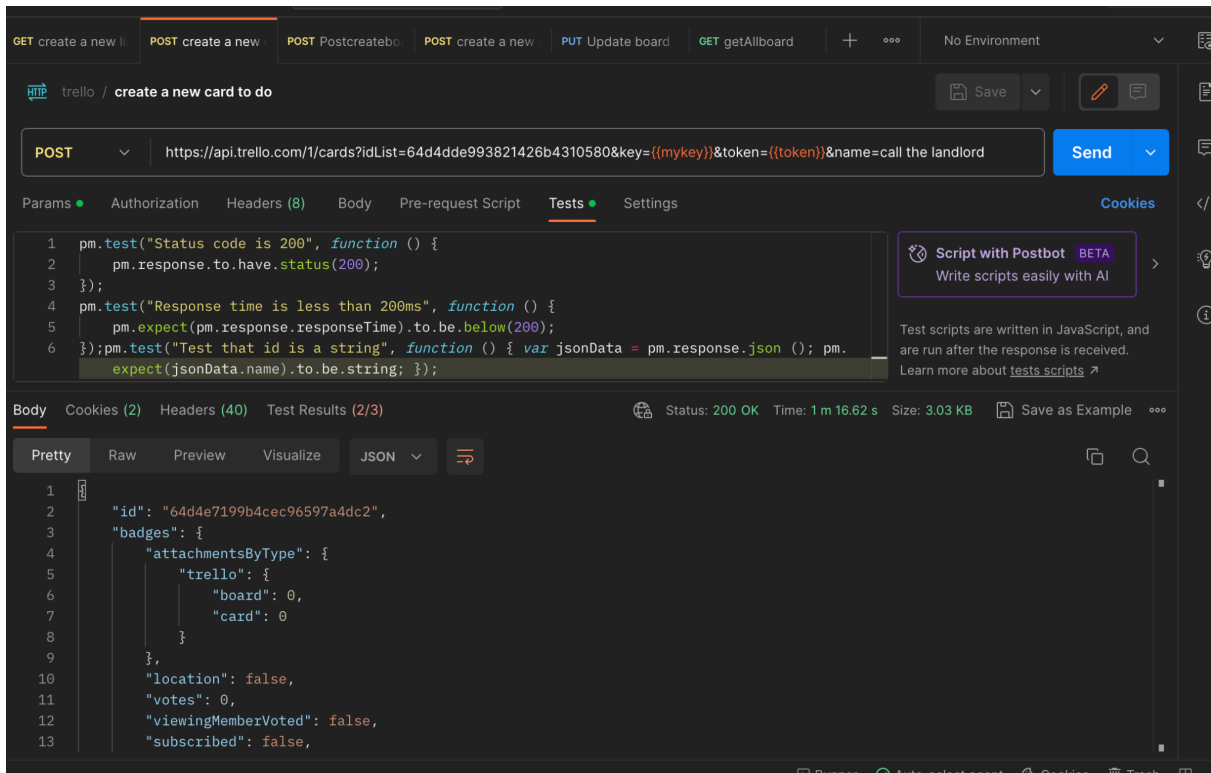 GET create a new li POST create a new POST Postcreatebo POST create a new PUT Update board GET getAllboard No Environment
HTTP trello / create a new card to do Save
POST https://api.trello.com/1/cards?idList=64d4dde993821426b4310580&key={{mykey}}&token={{token}}&name=call the landlord Send
Params Authorization Headers (8) Body Pre-request Script Tests Settings Cookies
1 pm.test("Status code is 200", function () {
2 pm.response.to.have.status(200);
3 });
4 pm.test("Response time is less than 200ms", function () {
5 pm.expect(pm.response.responseTime).to.be.below(200);
6 });pm.test("Test that id is a string", function () { var jsonData = pm.response.json (); pm.
expect(jsonData.name).to.be.string; });
Script with Postbot BETA
Write scripts easily with AI
Test scripts are written in JavaScript, and
are run after the response is received.
Learn more about tests scripts ↗
Body Cookies (2) Headers (40) Test Results (2/3) Status: 200 OK Time: 1 m 16.62 s Size: 3.03 KB Save as Example
Pretty Raw Preview Visualize JSON
1 {
2 "id": "64d4e7199b4cec96597a4dc2",
3 "badges": {
4 "attachmentsByType": {
5 "trello": {
6 "board": 0,
7 "card": 0
8 }
9 },
10 "location": false,
11 "votes": 0,
12 "viewingMemberVoted": false,
13 "subscribed": false,
Runner Auto-select agent Cookies Trash